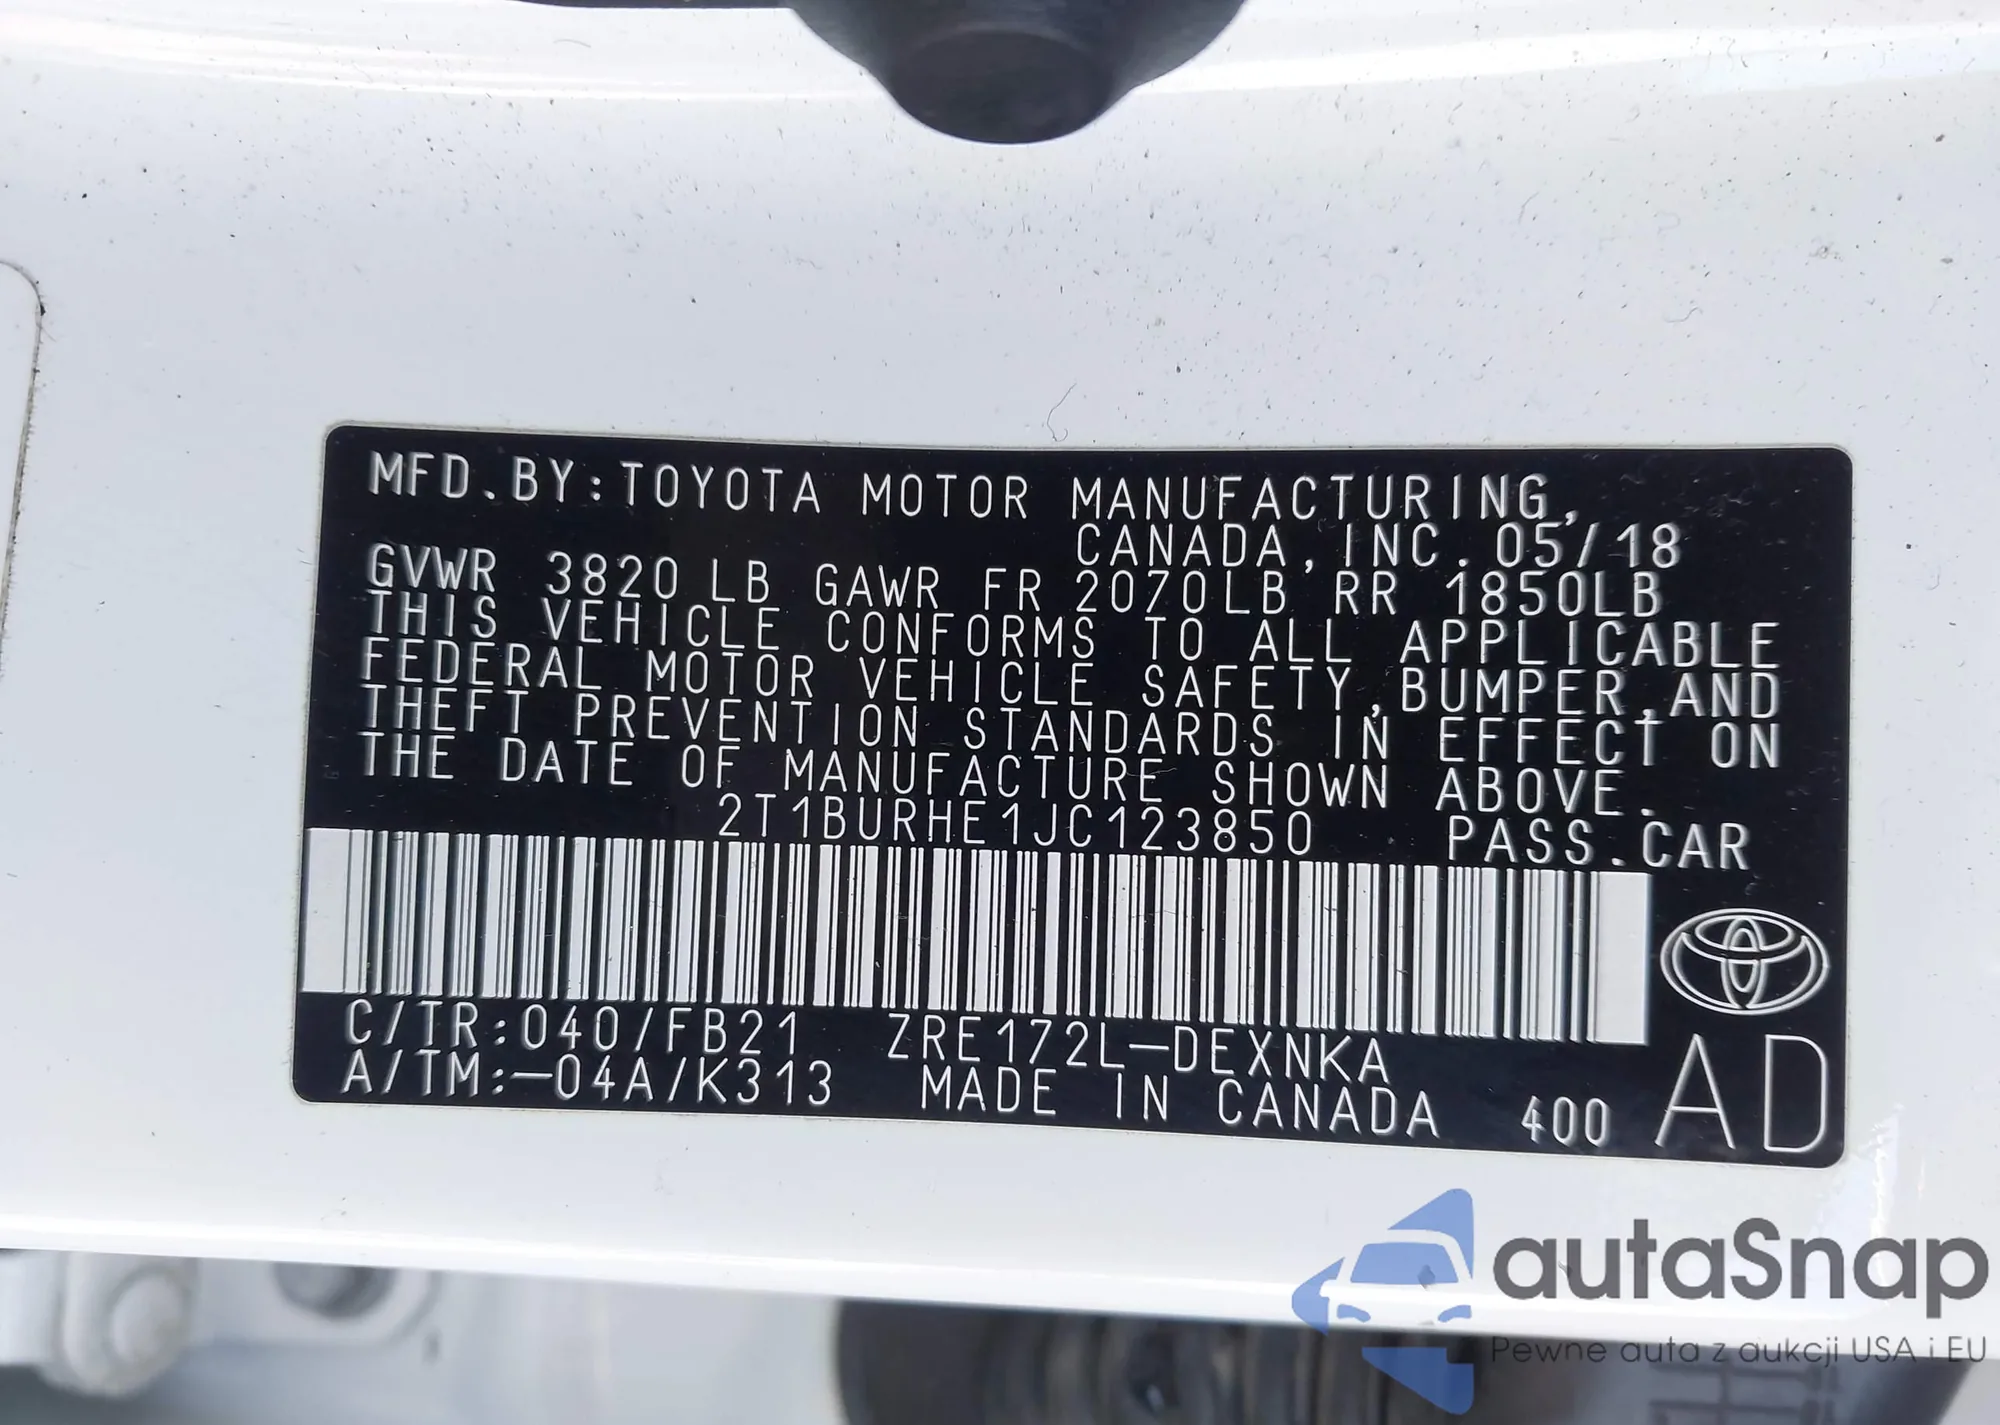 MFD.BY:TOYOTA MOTOR MANUFACTURING,
CANADA,INC.05/18
GVWR 3820 LB GAWR FR 2070LB RR 1850LB
THIS VEHICLE CONFORMS TO ALL APPLICABLE
FEDERAL MOTOR VEHICLE SAFETY,BUMPER,AND
THEFT PREVENTION STANDARDS IN EFFECT ON
THE DATE OF MANUFACTURE SHOWN ABOVE.
2T1BURHE1JC123850 PASS.CAR
C/TR:040/FB21 ZRE172L-DEXNKA
A/TM:-04A/K313 MADE IN CANADA 400 AD
autaSnap
Pewne auta z aukcji USA i EU